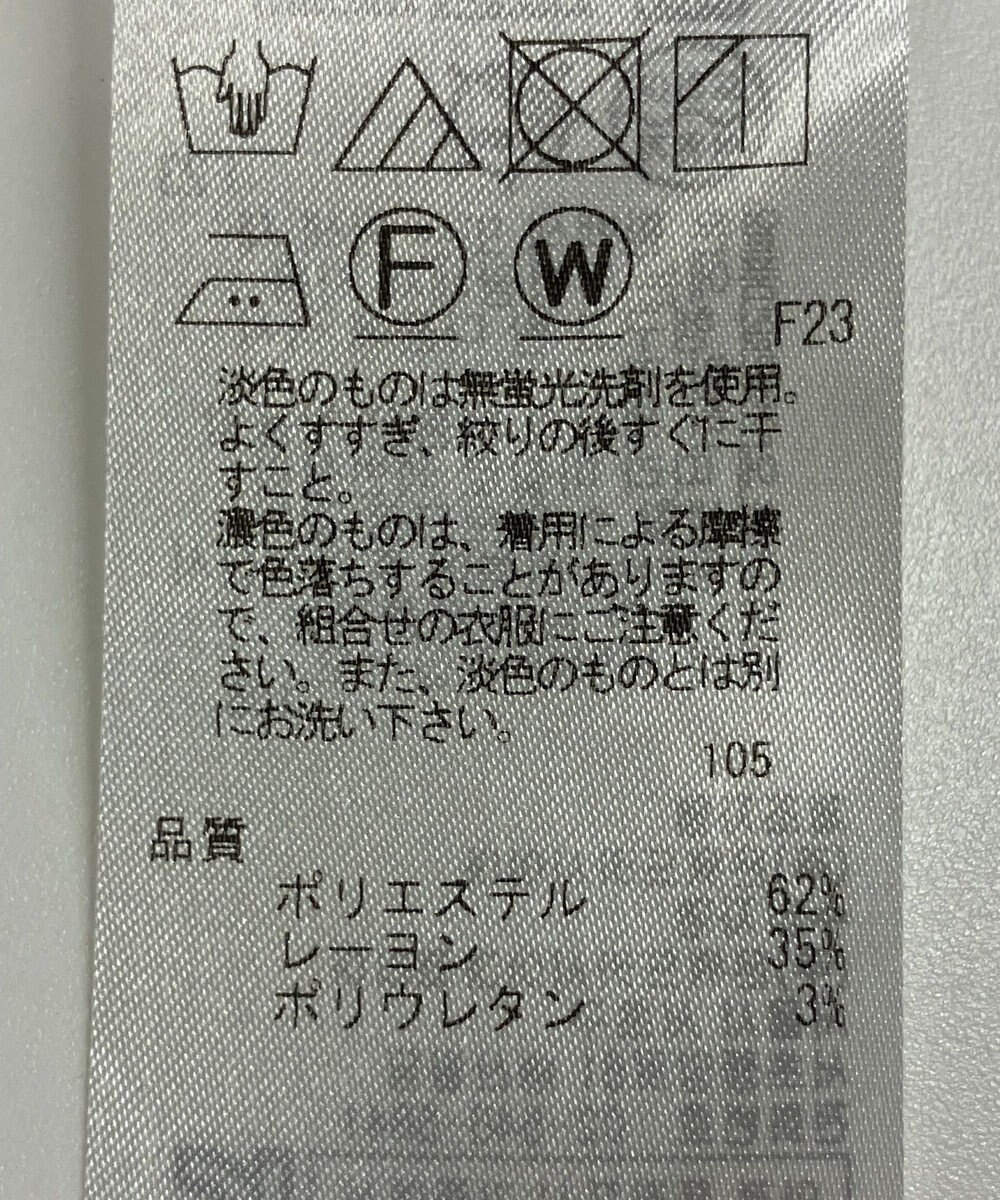 F
W
F23
淡色のものは無蛍光洗剤を使用。
よくすすぎ、絞りの後すぐに干
すこと。
濃色のものは、着用による摩擦
で色落ちすることがありますの
で、組合せの衣服にご注意くだ
さい。また、淡色のものとは別
にお洗い下さい。
105
品質
ポリエステル 62%
レーヨン 35%
ポリウレタン 3%